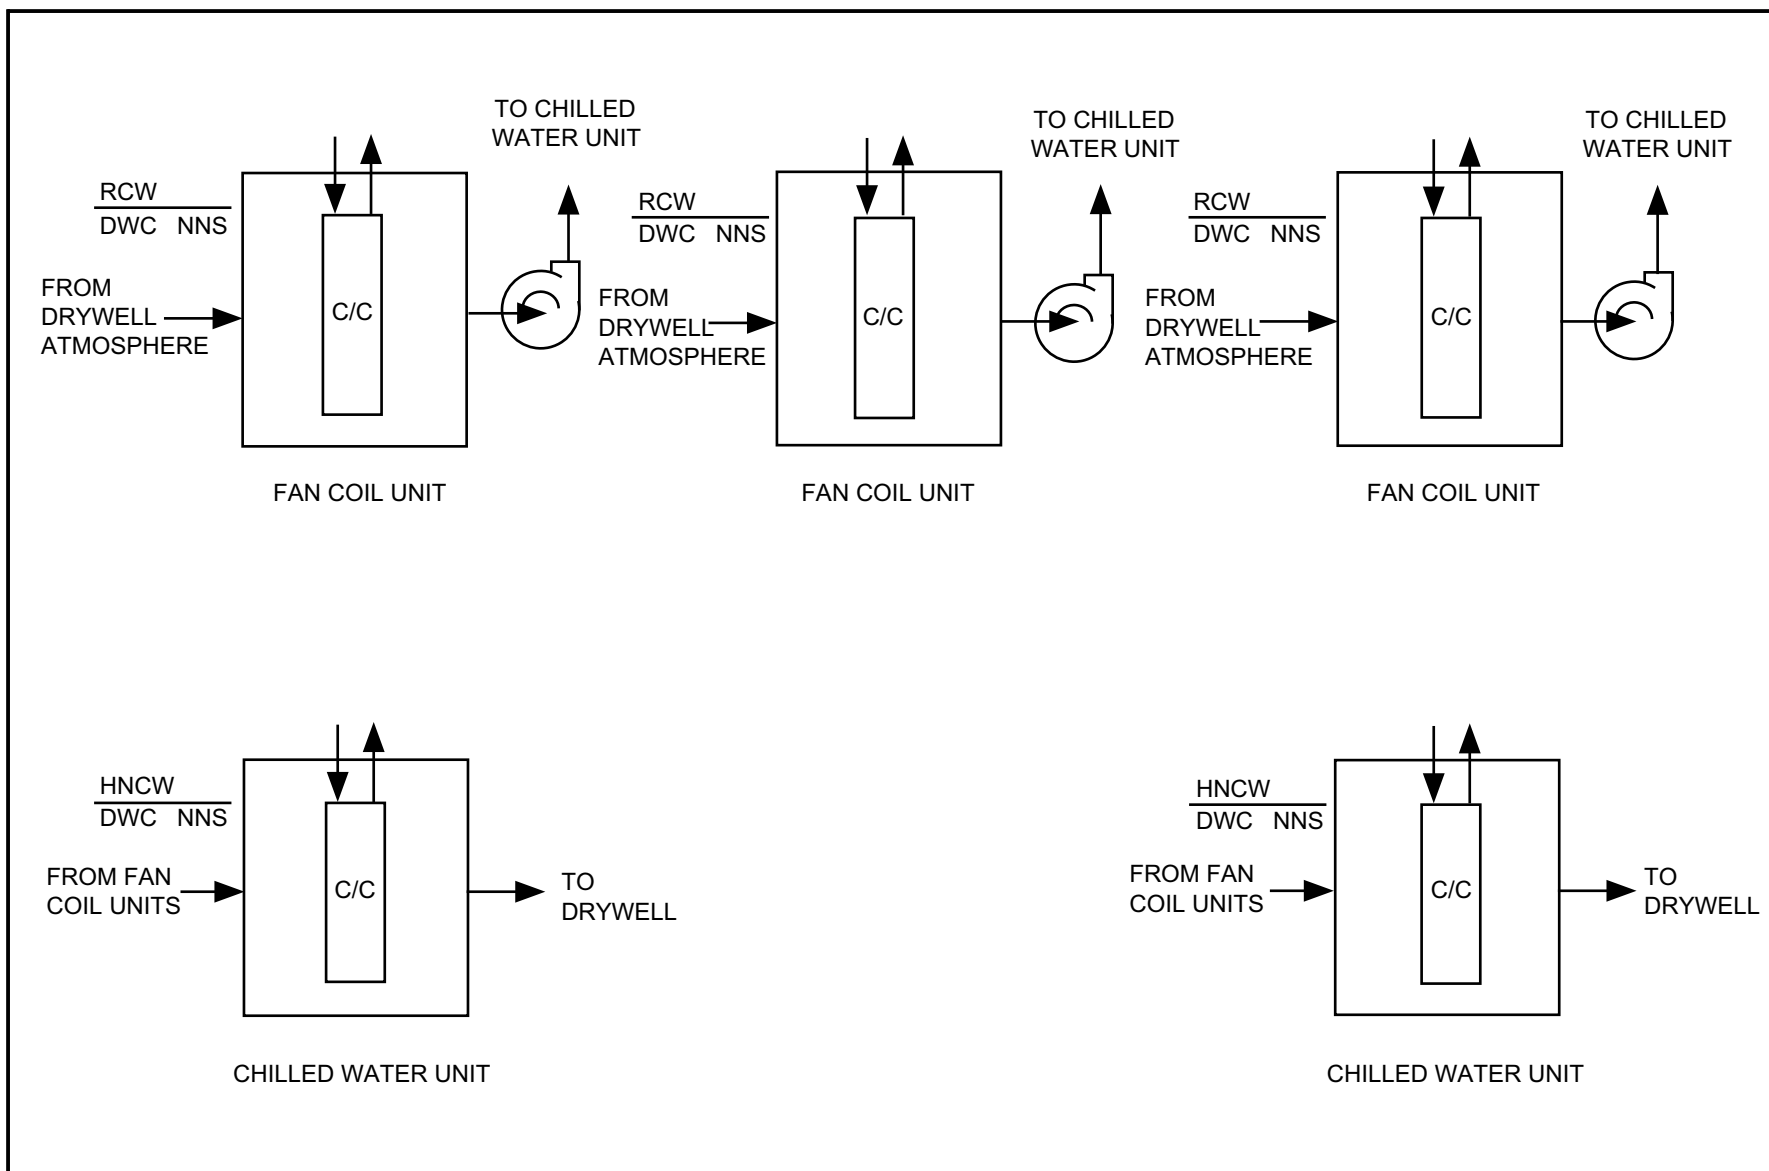 TO CHILLED
WATER UNIT
RCW
DWC NNS
FROM
DRYWELL
ATMOSPHERE
C/C
FAN COIL UNIT
TO CHILLED
WATER UNIT
RCW
DWC NNS
FROM
DRYWELL
ATMOSPHERE
C/C
FAN COIL UNIT
TO CHILLED
WATER UNIT
RCW
DWC NNS
FROM
DRYWELL
ATMOSPHERE
C/C
FAN COIL UNIT
HNCW
DWC NNS
FROM FAN
COIL UNITS
C/C
TO
DRYWELL
CHILLED WATER UNIT
HNCW
DWC NNS
FROM FAN
COIL UNITS
C/C
TO
DRYWELL
CHILLED WATER UNIT